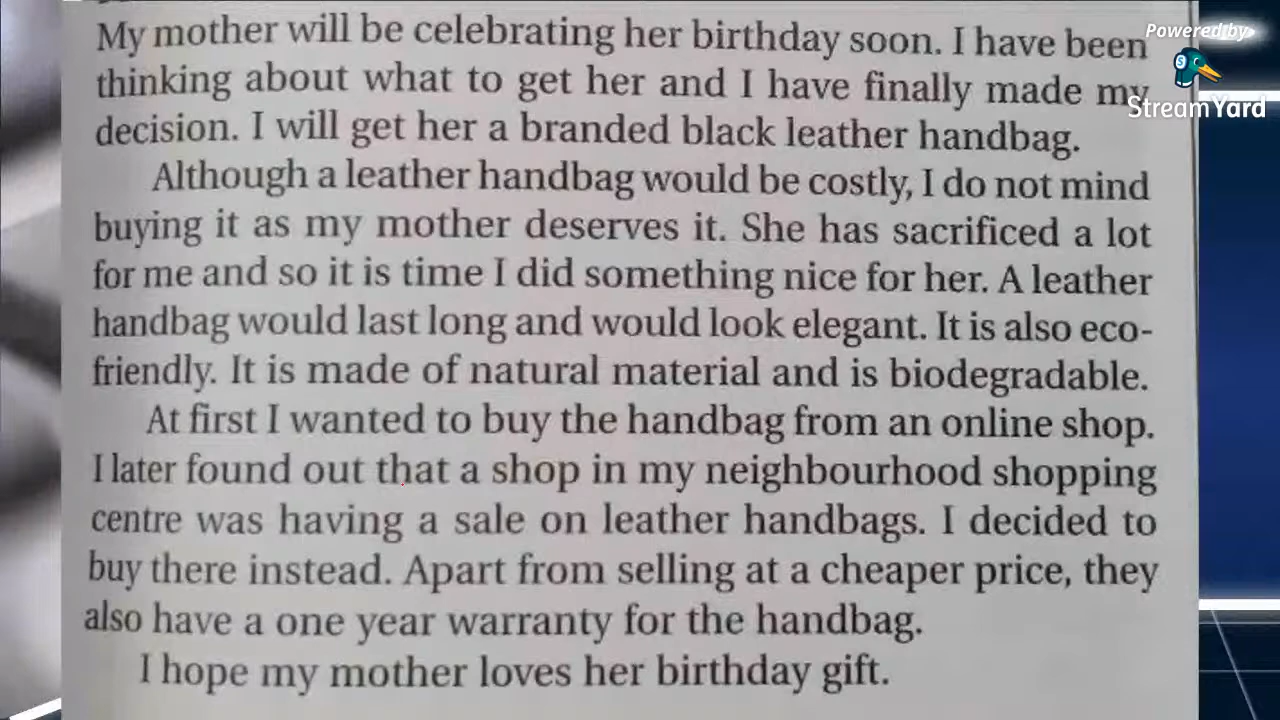 Powered by
StreamYard
My mother will be celebrating her birthday soon. I have been
thinking about what to get her and I have finally made my
decision. I will get her a branded black leather handbag.
Although a leather handbag would be costly, I do not mind
buying it as my mother deserves it. She has sacrificed a lot
for me and so it is time I did something nice for her. A leather
handbag would last long and would look elegant. It is also eco-
friendly. It is made of natural material and is biodegradable.
At first I wanted to buy the handbag from an online shop.
I later found out that a shop in my neighbourhood shopping
centre was having a sale on leather handbags. I decided to
buy there instead. Apart from selling at a cheaper price, they
also have a one year warranty for the handbag.
I hope my mother loves her birthday gift.